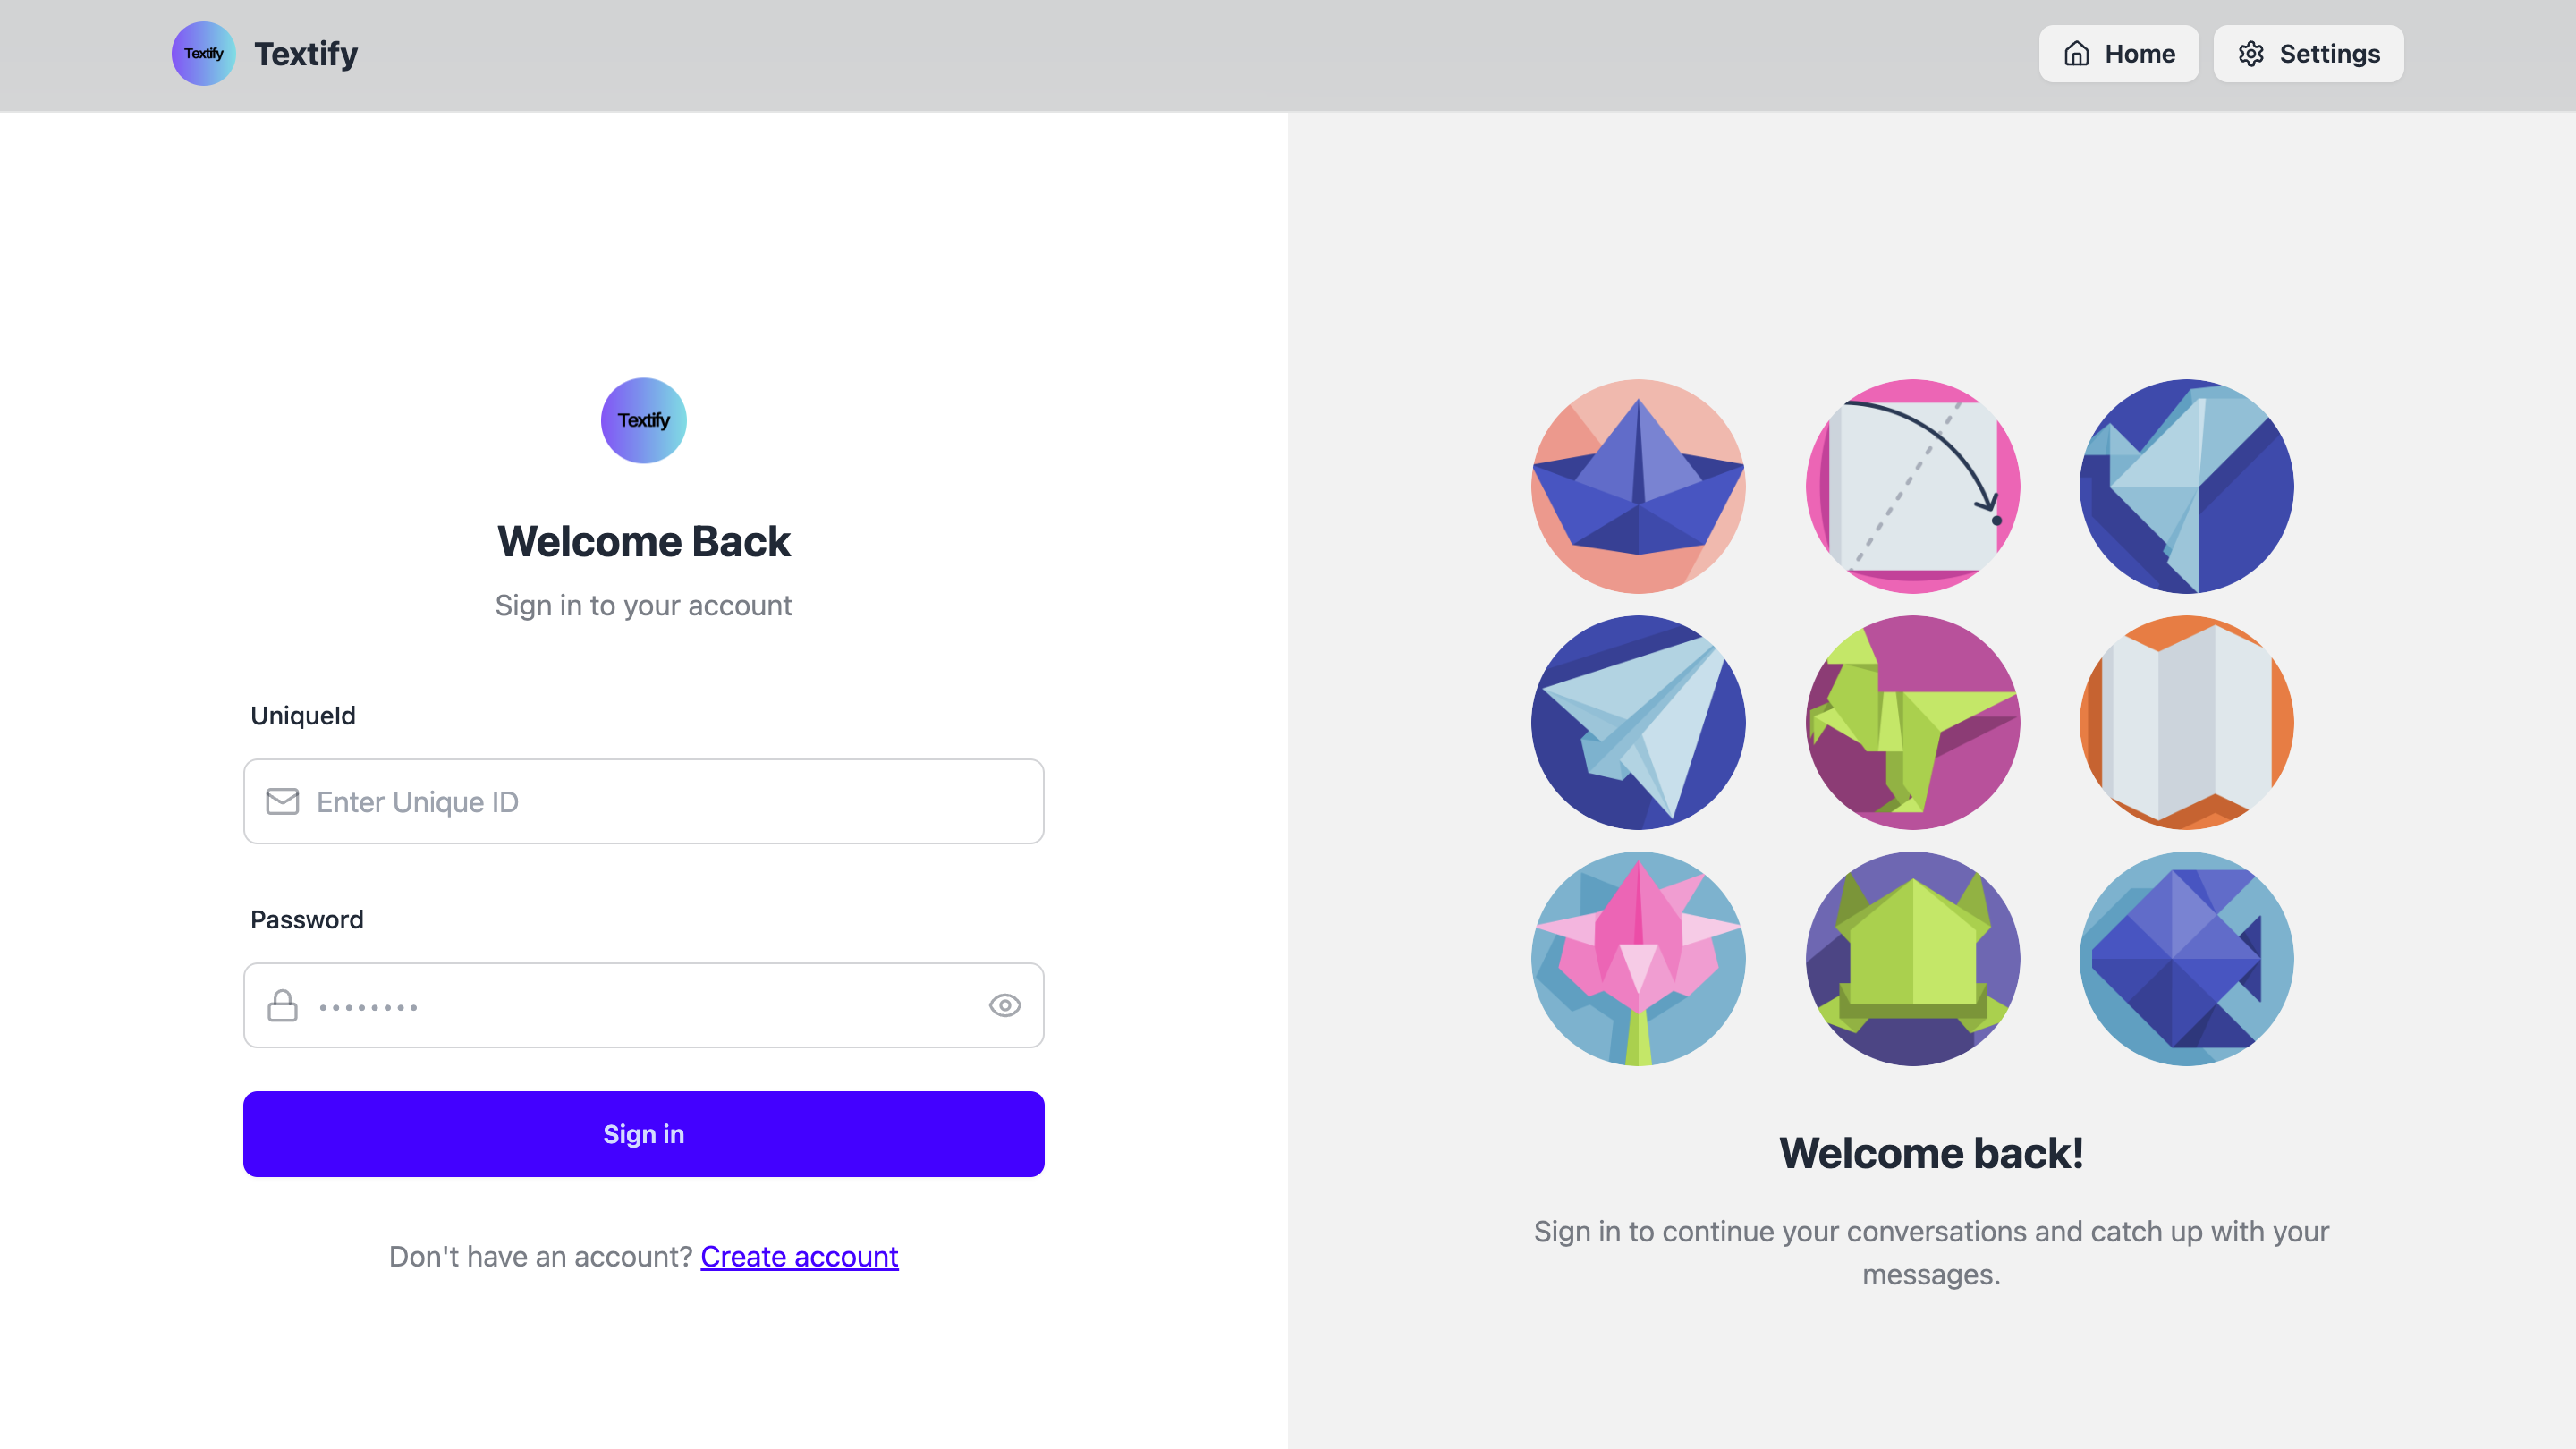 Textify
Textify
Home
Settings
Textify
Welcome Back
Sign in to your account
UniqueId
Enter Unique ID
Password
••••••••
Sign in
Don't have an account? Create account
Welcome back!
Sign in to continue your conversations and catch up with your
messages.